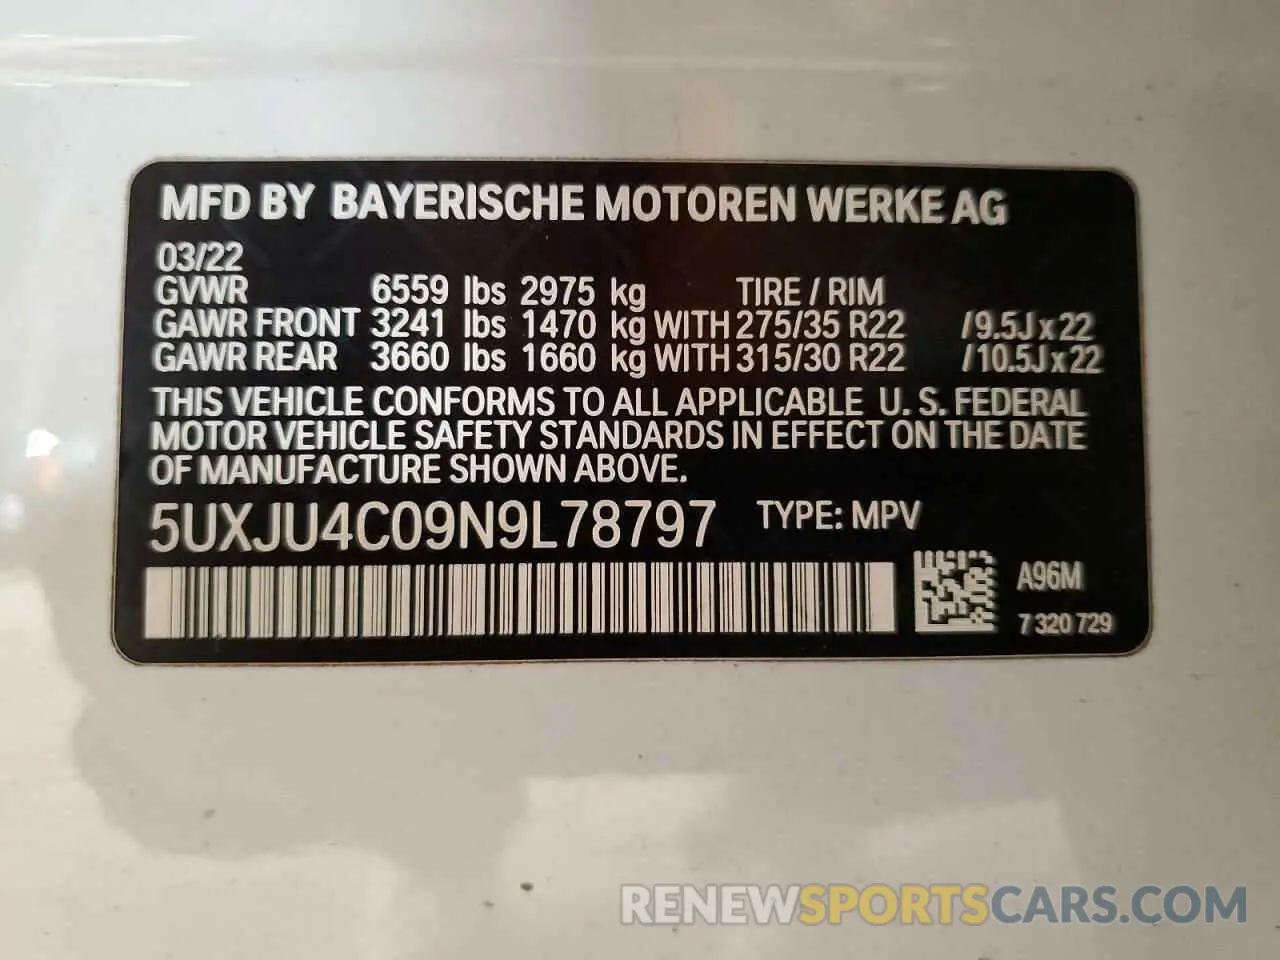 MFD BY BAYERISCHE MOTOREN WERKE AG
03/22
GVWR 6559 lbs 2975 kg TIRE / RIM
GAWR FRONT 3241 lbs 1470 kg WITH 275/35 R22 /9.5J x 22
GAWR REAR 3660 lbs 1660 kg WITH 315/30 R22 /10.5J x 22
THIS VEHICLE CONFORMS TO ALL APPLICABLE U. S. FEDERAL
MOTOR VEHICLE SAFETY STANDARDS IN EFFECT ON THE DATE
OF MANUFACTURE SHOWN ABOVE.
5UXJU4C09N9L78797 TYPE: MPV
A96M
7 320 729
RENEWSPORTSCARS.COM